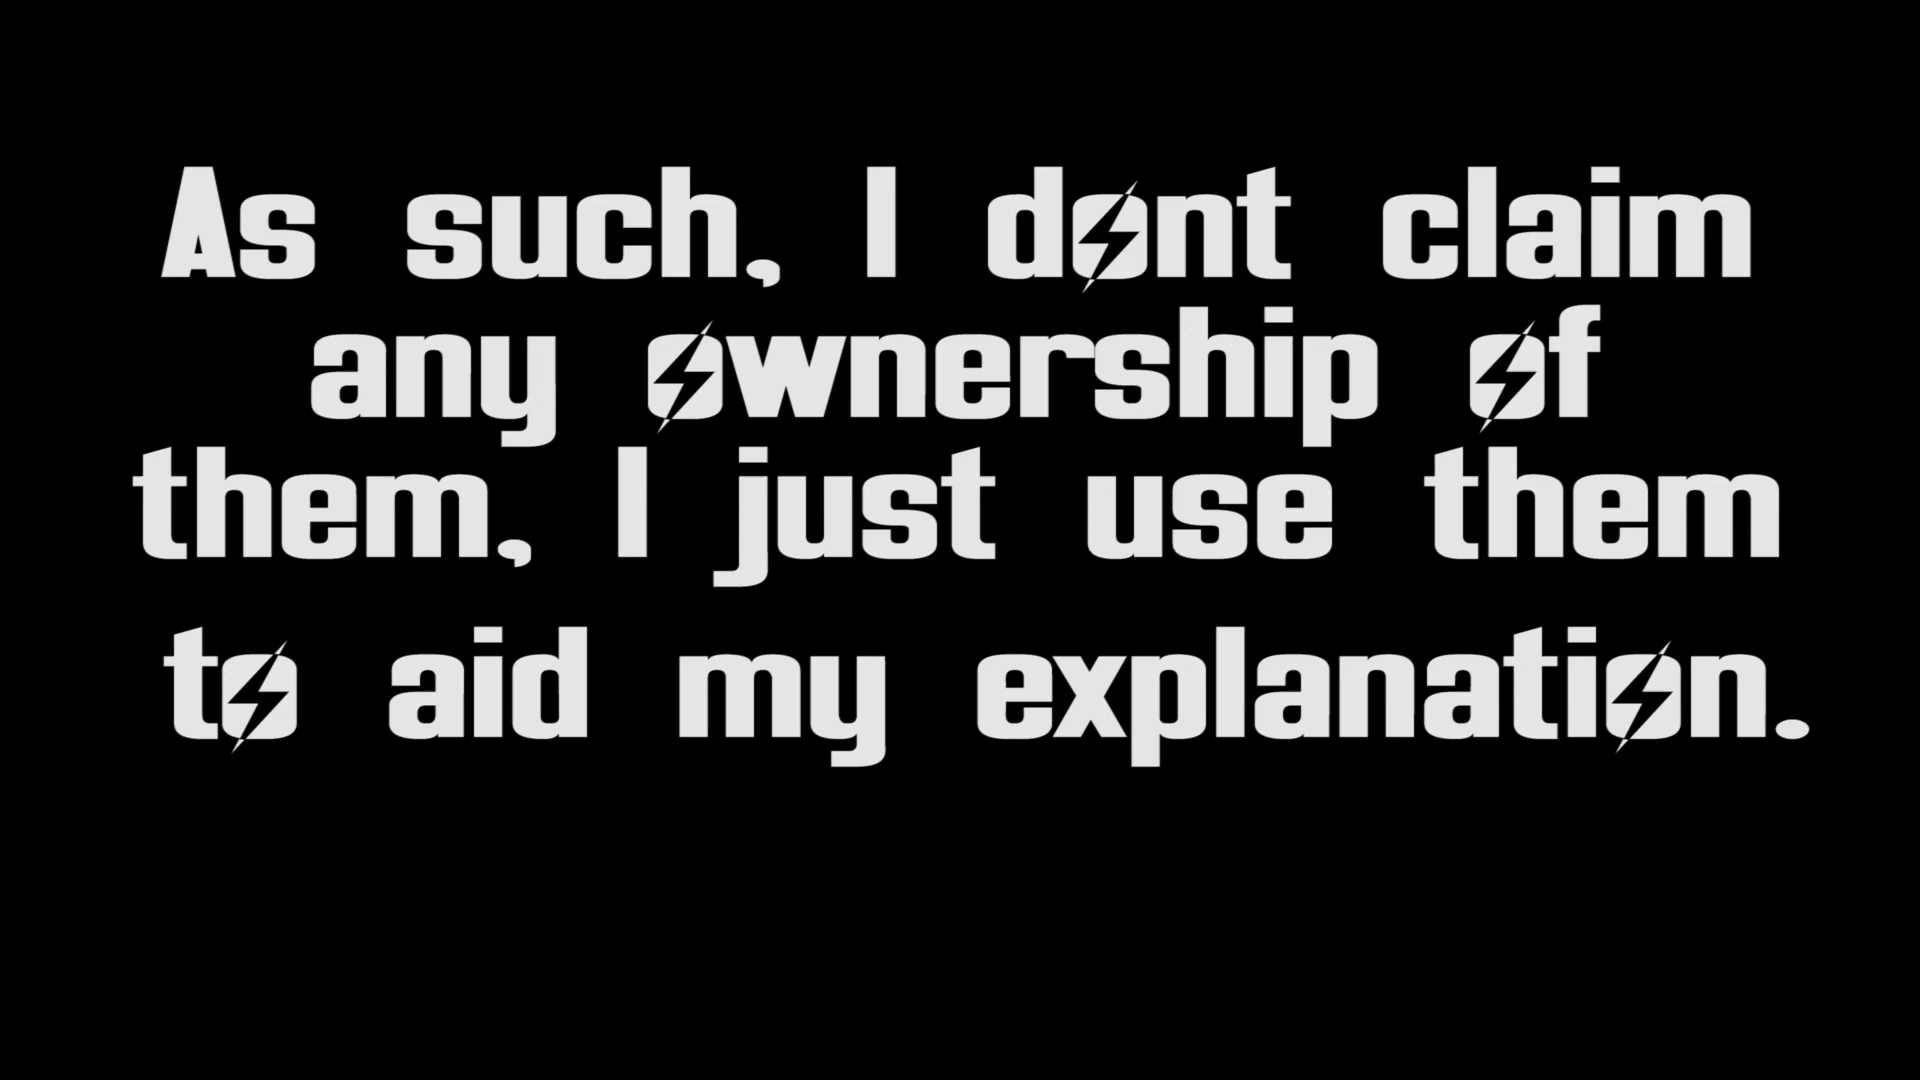 As such, I dont claim
any ownership of
them, I just use them
to aid my explanation.